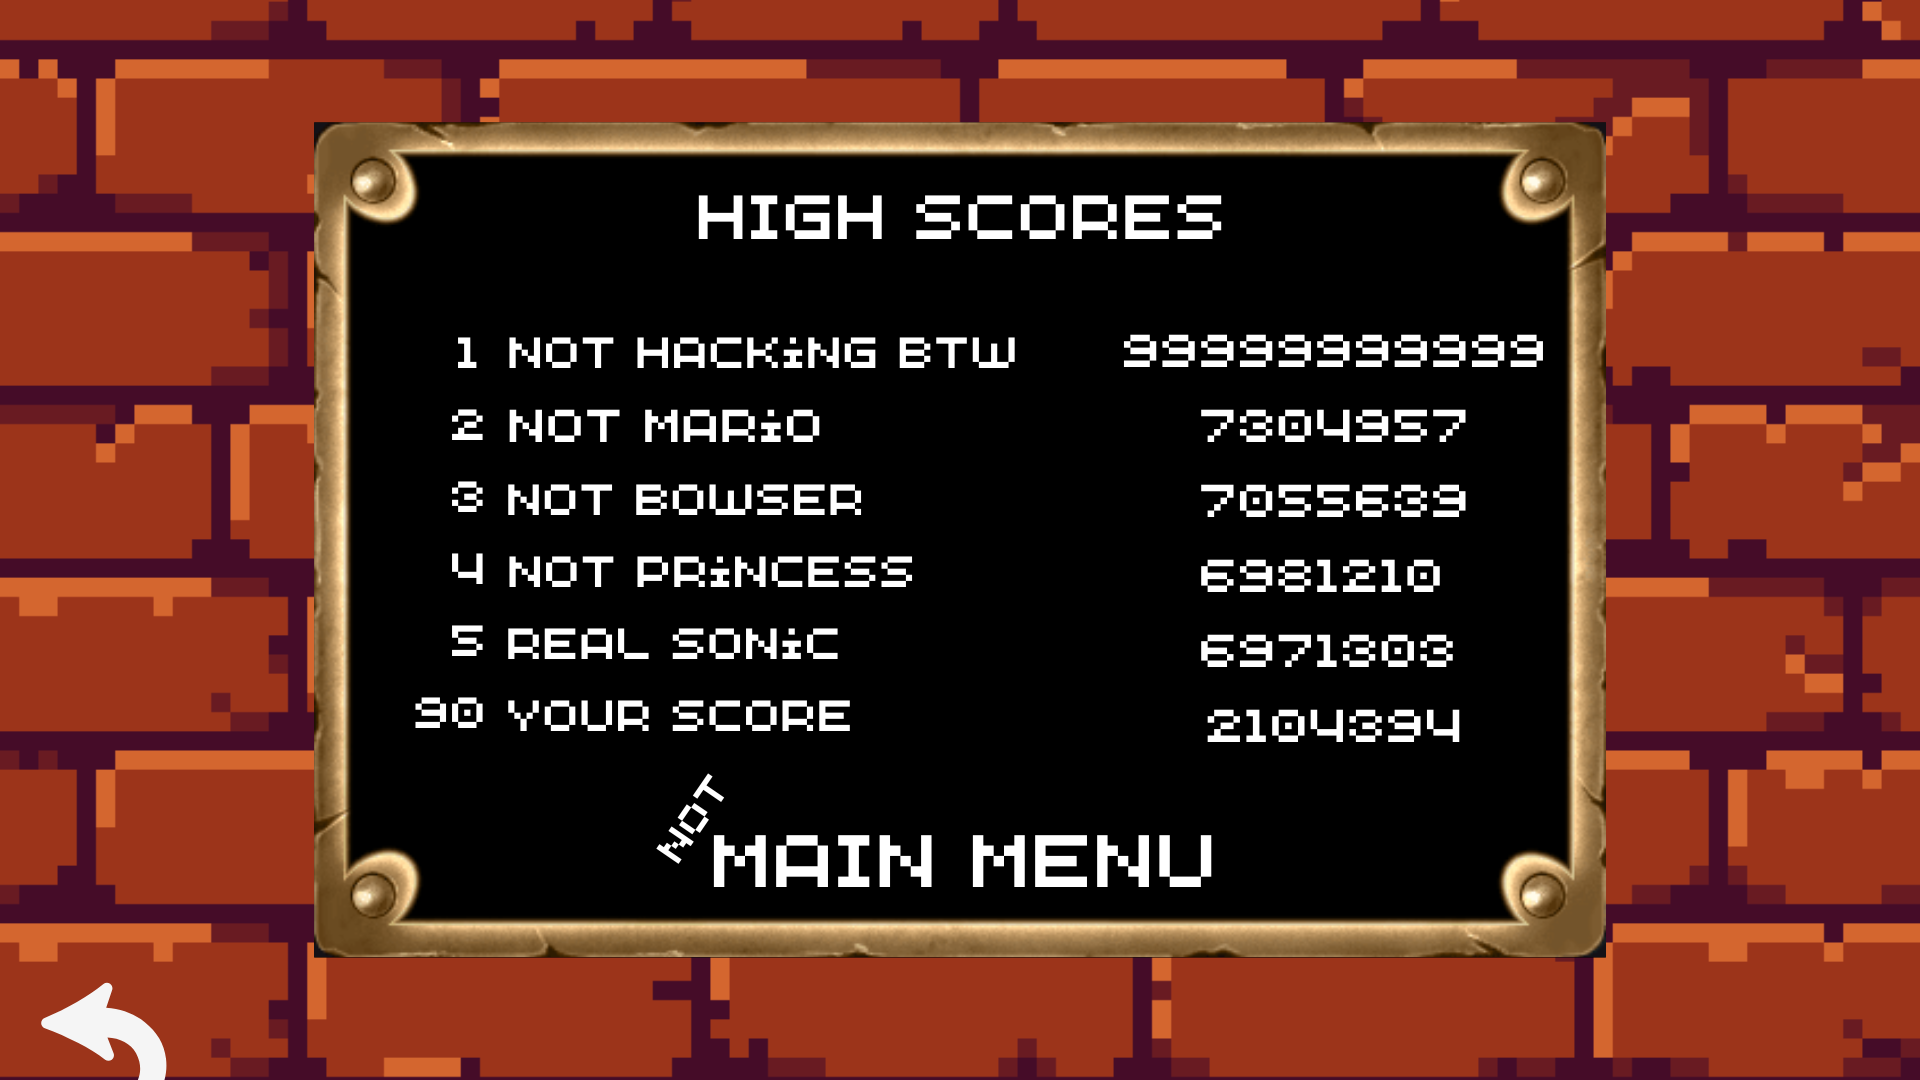 HIGH SCORES
1 NOT HACKiNG BTW 99999999999
2 NOT MARiO 7304957
3 NOT BOWSER 7055639
4 NOT PRiNCESS 6981210
5 REAL SONiC 6971303
90 YOUR SCORE 2104394
NOT
MAIN MENU